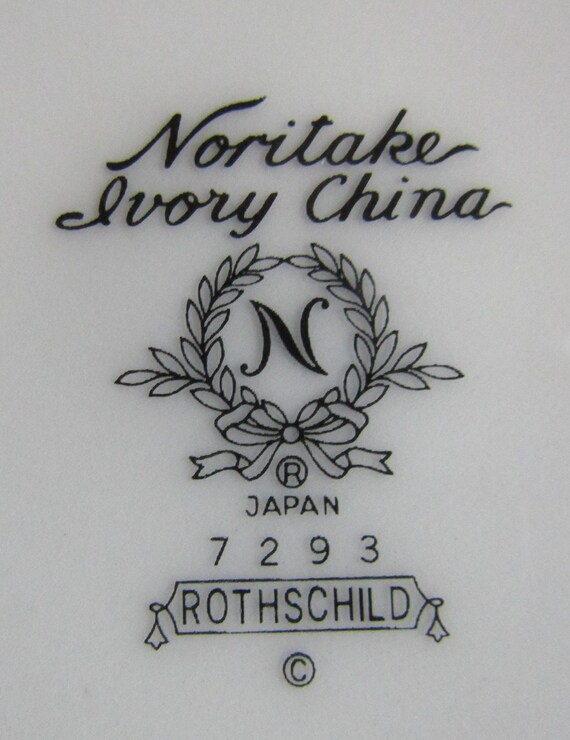 Noritake
Ivory China
N
®
JAPAN
7293
ROTHSCHILD
©